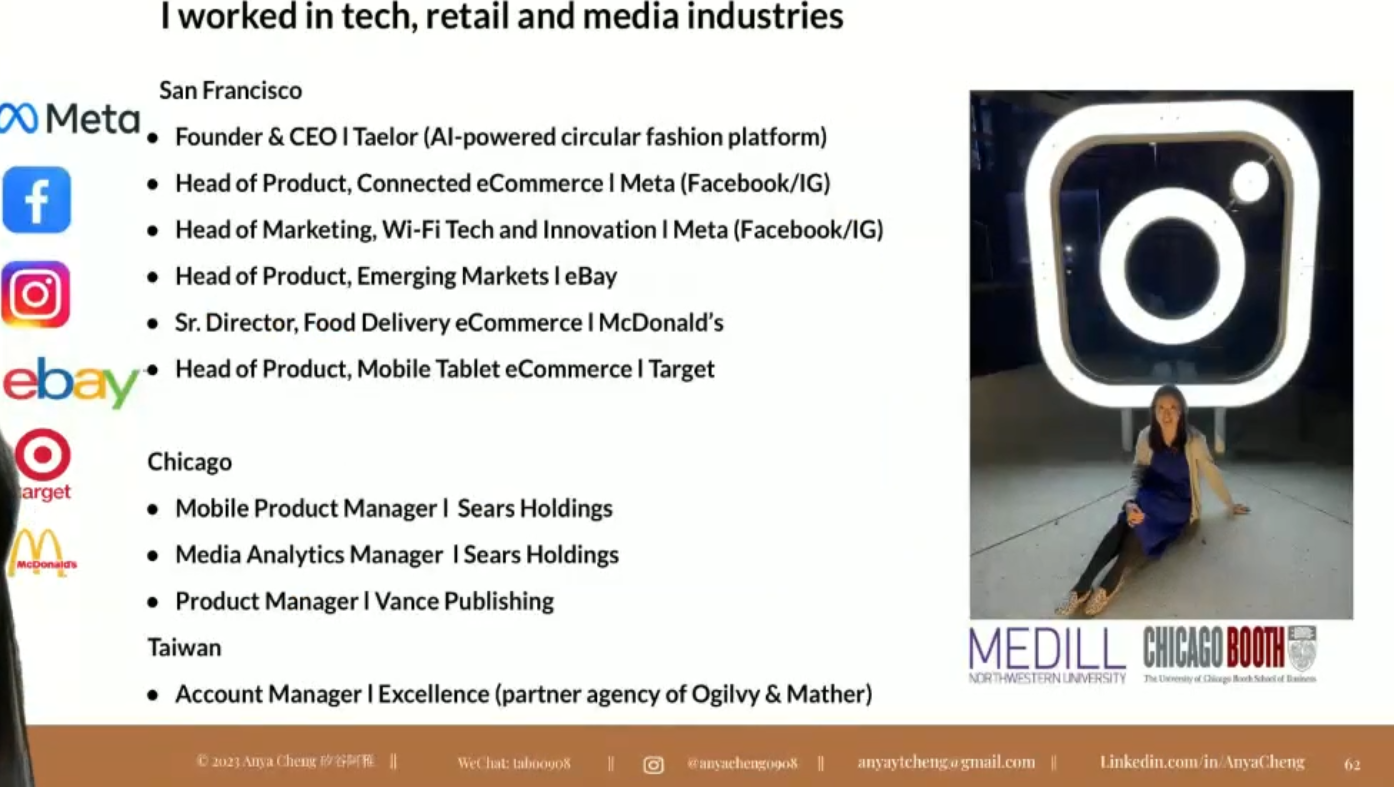 I worked in tech, retail and media industries
San Francisco
Meta
• Founder & CEO | Taelor (AI-powered circular fashion platform)
• Head of Product, Connected eCommerce | Meta (Facebook/IG)
• Head of Marketing, Wi-Fi Tech and Innovation | Meta (Facebook/IG)
• Head of Product, Emerging Markets | eBay
• Sr. Director, Food Delivery eCommerce | McDonald's
ebay
• Head of Product, Mobile Tablet eCommerce | Target
arget
McDonald's
Chicago
• Mobile Product Manager | Sears Holdings
• Media Analytics Manager | Sears Holdings
• Product Manager | Vance Publishing
Taiwan
• Account Manager | Excellence (partner agency of Ogilvy & Mather)
MEDILL
NORTHWESTERN UNIVERSITY
CHICAGO BOOTH
The University of Chicago Booth School of Business
© 2023 Anya Cheng 矽谷阿雅 || WeChat: tab00908 || @anyacheng0908 || anyaytcheng@gmail.com || Linkedin.com/in/AnyaCheng 62